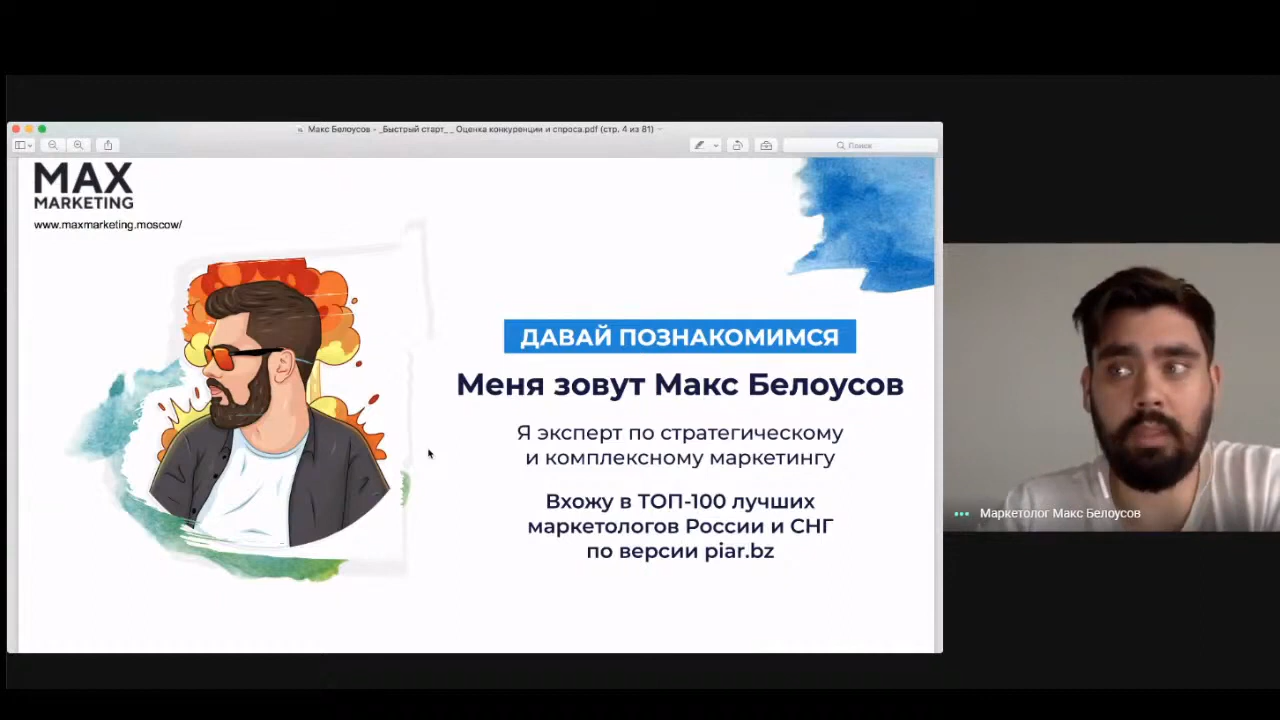 Макс Белоусов - _Быстрый старт_ _ Оценка конкуренции и спроса.pdf (стр. 4 из 81)
Поиск
MAX
MARKETING
www.maxmarketing.moscow/
ДАВАЙ ПОЗНАКОМИМСЯ
Меня зовут Макс Белоусов
Я эксперт по стратегическому
и комплексному маркетингу
Вхожу в ТОП-100 лучших
маркетологов России и СНГ
по версии piar.bz
Маркетолог Макс Белоусов